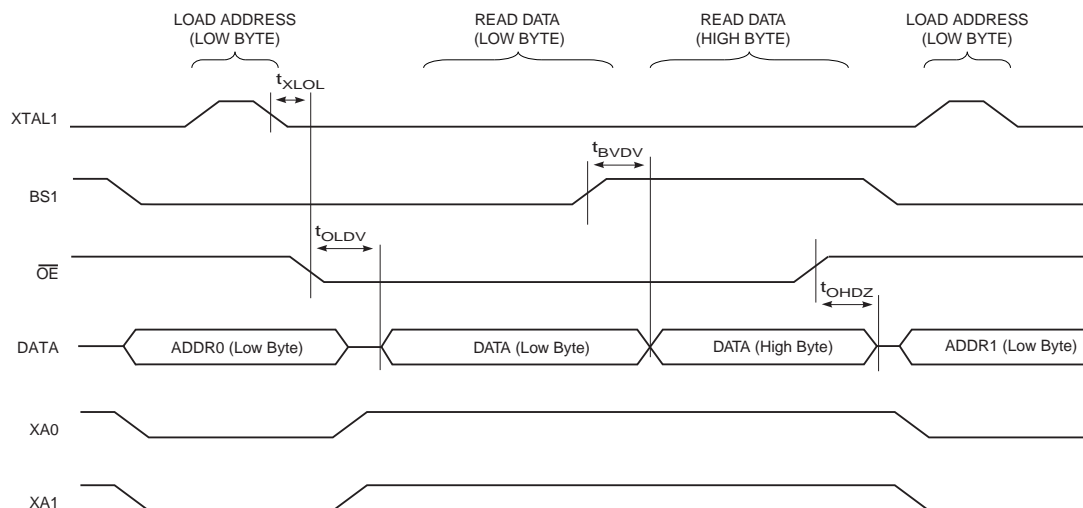 LOAD ADDRESS
(LOW BYTE)
READ DATA
(LOW BYTE)
READ DATA
(HIGH BYTE)
LOAD ADDRESS
(LOW BYTE)
tXLOL
XTAL1
tBVDV
BS1
tOLDV
OE
tOHDZ
DATA
ADDR0 (Low Byte)
DATA (Low Byte)
DATA (High Byte)
ADDR1 (Low Byte)
XA0
XA1